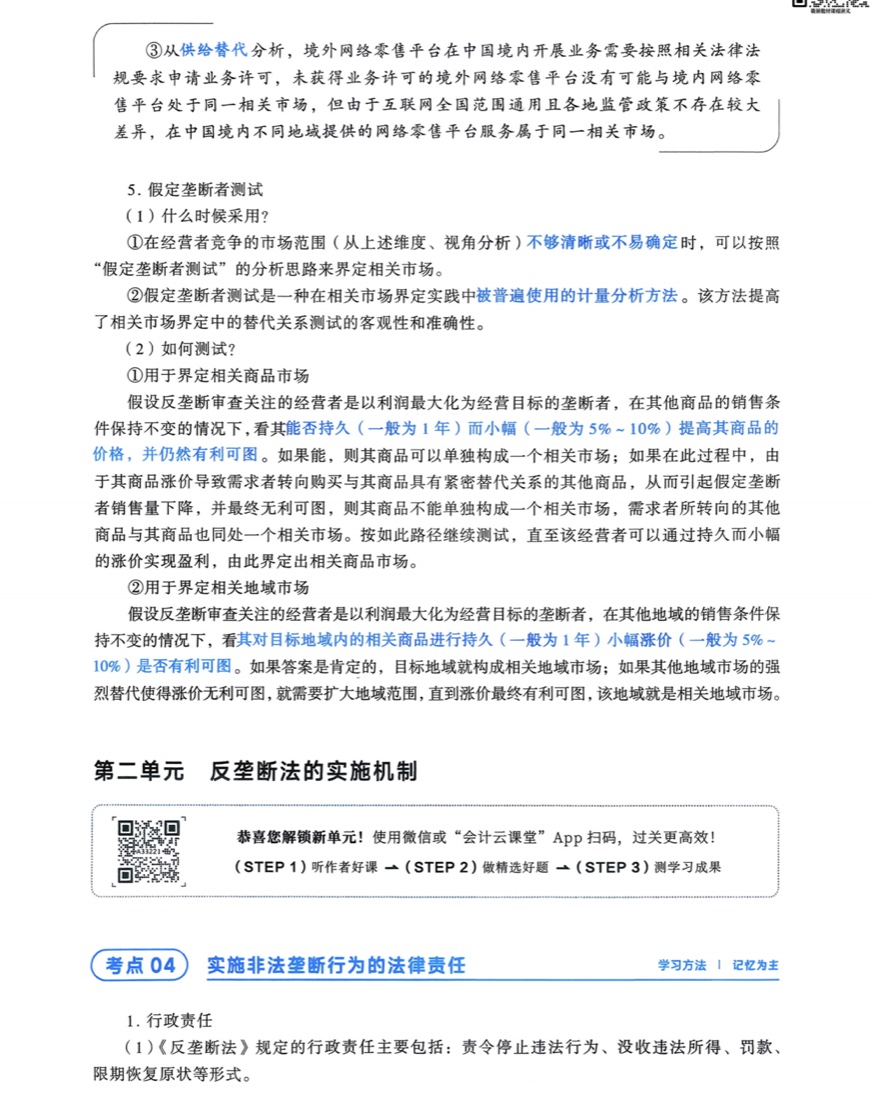 ③从供给替代分析，境外网络零售平台在中国境内开展业务需要按照相关法律法
规要求申请业务许可，未获得业务许可的境外网络零售平台没有可能与境内网络零
售平台处于同一相关市场，但由于互联网全国范围通用且各地监管政策不存在较大
差异，在中国境内不同地域提供的网络零售平台服务属于同一相关市场。
5. 假定垄断者测试
（1）什么时候采用？
①在经营者竞争的市场范围（从上述维度、视角分析）不够清晰或不易确定时，可以按照
“假定垄断者测试”的分析思路来界定相关市场。
②假定垄断者测试是一种在相关市场界定实践中被普遍使用的计量分析方法。该方法提高
了相关市场界定中的替代关系测试的客观性和准确性。
（2）如何测试？
①用于界定相关商品市场
假设反垄断审查关注的经营者是以利润最大化为经营目标的垄断者，在其他商品的销售条
件保持不变的情况下，看其能否持久（一般为1年）而小幅（一般为5%~10%）提高其商品的
价格，并仍然有利可图。如果能，则其商品可以单独构成一个相关市场；如果在此过程中，由
于其商品涨价导致需求者转向购买与其商品具有紧密替代关系的其他商品，从而引起假定垄断
者销售量下降，并最终无利可图，则其商品不能单独构成一个相关市场，需求者所转向的其他
商品与其商品也同处一个相关市场。按如此路径继续测试，直至该经营者可以通过持久而小幅
的涨价实现盈利，由此界定出相关商品市场。
②用于界定相关地域市场
假设反垄断审查关注的经营者是以利润最大化为经营目标的垄断者，在其他地域的销售条件保
持不变的情况下，看其对目标地域内的相关商品进行持久（一般为1年）小幅涨价（一般为5%~
10%）是否有利可图。如果答案是肯定的，目标地域就构成相关地域市场；如果其他地域市场的强
烈替代使得涨价无利可图，就需要扩大地域范围，直到涨价最终有利可图，该地域就是相关地域市场。
第二单元 反垄断法的实施机制
恭喜您解锁新单元！使用微信或“会计云课堂”App扫码，过关更高效！
（STEP 1）听作者好课 ⇀（STEP 2）做精选好题 ⇀（STEP 3）测学习成果
考点 04 实施非法垄断行为的法律责任 学习方法 | 记忆为主
1. 行政责任
（1）《反垄断法》规定的行政责任主要包括：责令停止违法行为、没收违法所得、罚款、
限期恢复原状等形式。